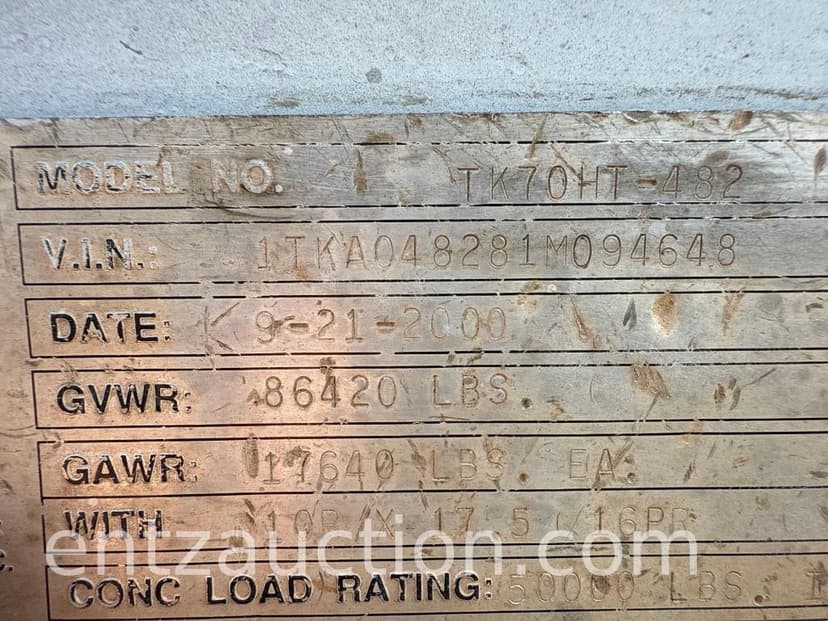 MODEL NO. TK70HT-482
V.I.N.: 1TKA048281M094648
DATE: 9-21-2000
GVWR: 86420 LBS.
GAWR: 17640 LBS. EA.
WITH 10R X 17.5 16PR
CONC LOAD RATING: 50000 LBS.
entzauction.com